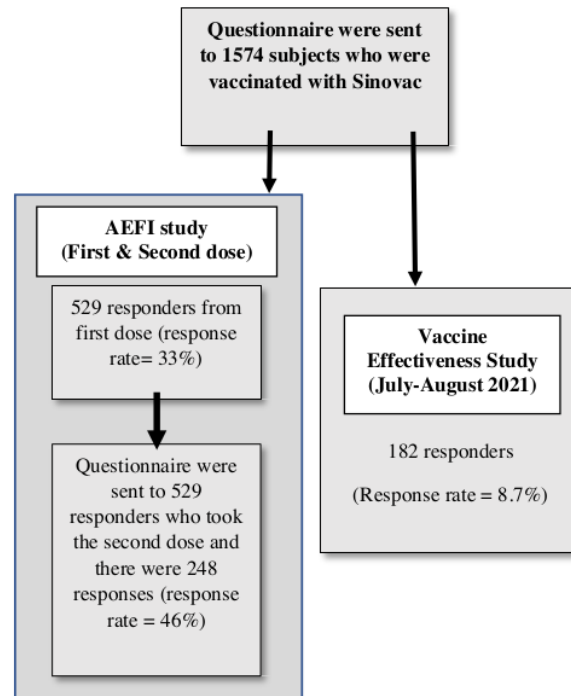 Questionnaire were sent
to 1574 subjects who were
vaccinated with Sinovac
AEFI study
(First & Second dose)
529 responders from
first dose (response
rate= 33%)
Questionnaire were
sent to 529
responders who took
the second dose and
there were 248
responses (response
rate = 46%)
Vaccine
Effectiveness Study
(July-August 2021)
182 responders
(Response rate = 8.7%)